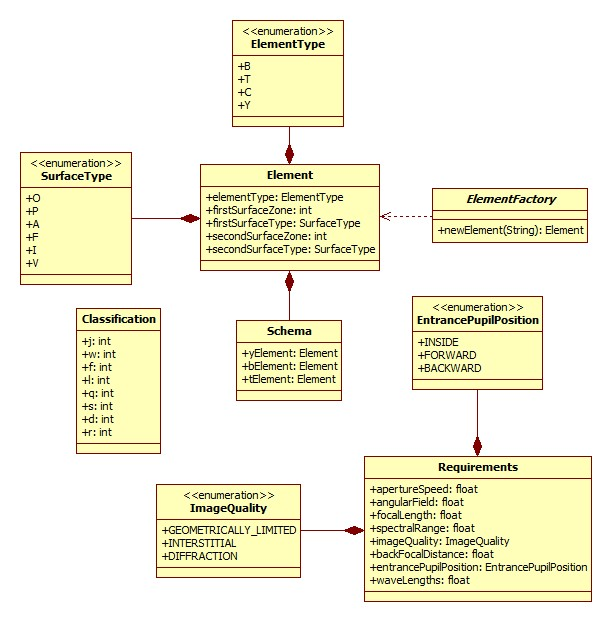 <<enumeration>>
ElementType
+B
+T
+C
+Y
<<enumeration>>
SurfaceType
+O
+P
+A
+F
+I
+V
Element
+elementType: ElementType
+firstSurfaceZone: int
+firstSurfaceType: SurfaceType
+secondSurfaceZone: int
+secondSurfaceType: SurfaceType
ElementFactory
+newElement(String): Element
Classification
+j: int
+w: int
+f: int
+l: int
+q: int
+s: int
+d: int
+r: int
Schema
+yElement: Element
+bElement: Element
+tElement: Element
<<enumeration>>
EntrancePupilPosition
+INSIDE
+FORWARD
+BACKWARD
<<enumeration>>
ImageQuality
+GEOMETRICALLY_LIMITED
+INTERSTITIAL
+DIFFRACTION
Requirements
+apertureSpeed: float
+angularField: float
+focalLength: float
+spectralRange: float
+imageQuality: ImageQuality
+backFocalDistance: float
+entrancePupilPosition: EntrancePupilPosition
+waveLengths: float